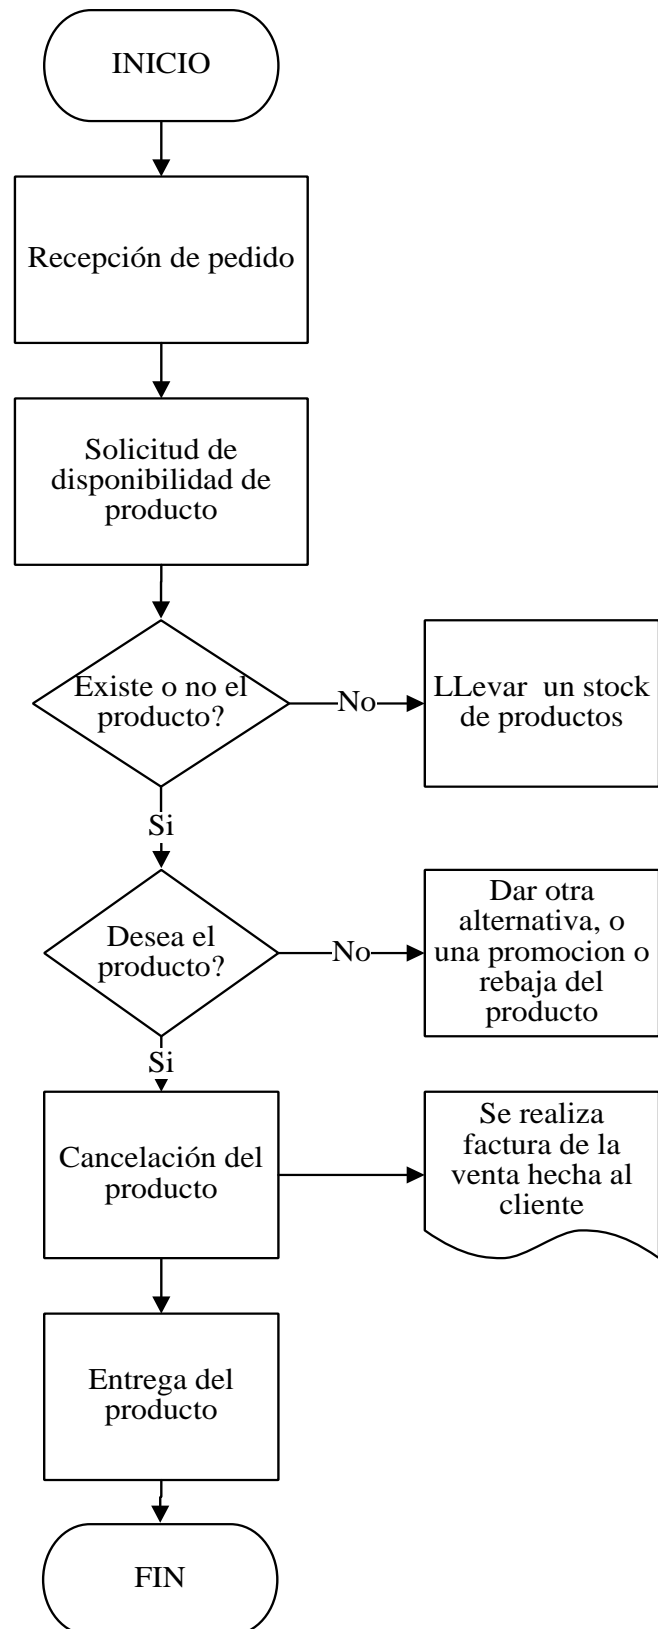 INICIO
Recepción de pedido
Solicitud de
disponibilidad de
producto
Existe o no el
producto?
No
LLevar un stock
de productos
Si
Desea el
producto?
No
Dar otra
alternativa, o
una promocion o
rebaja del
producto
Si
Cancelación del
producto
Se realiza
factura de la
venta hecha al
cliente
Entrega del
producto
FIN